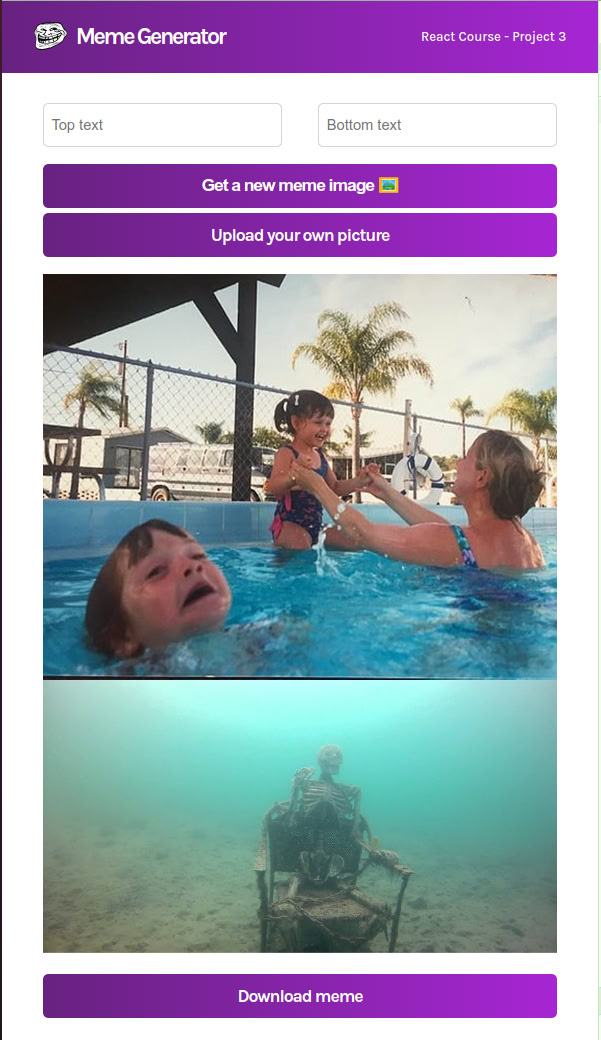 Meme Generator
React Course - Project 3
Top text
Bottom text
Get a new meme image 🖼️
Upload your own picture
Download meme